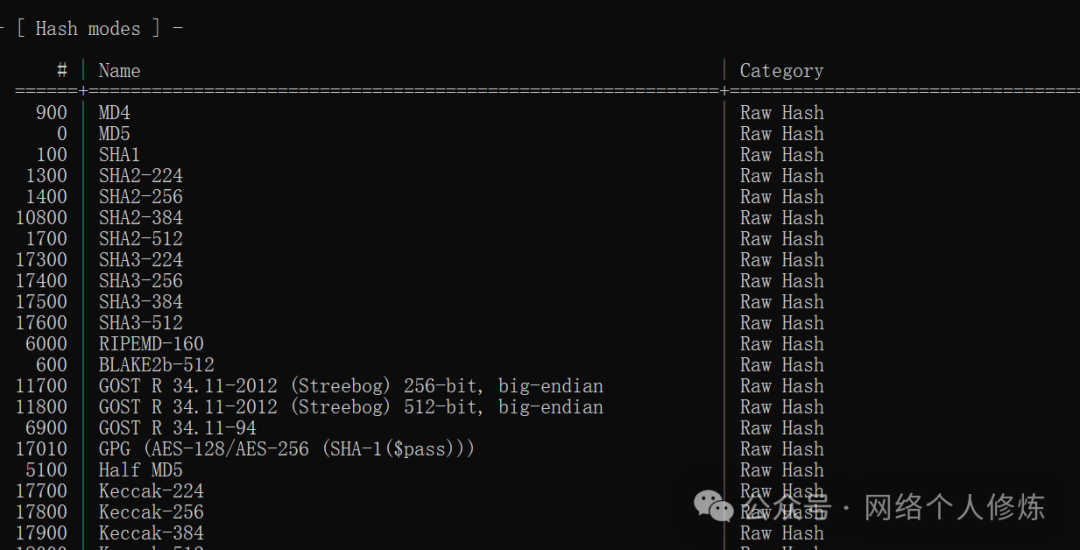 - [ Hash modes ] -
# | Name | Category
======+============================================================+=================================
900 | MD4 | Raw Hash
0 | MD5 | Raw Hash
100 | SHA1 | Raw Hash
1300 | SHA2-224 | Raw Hash
1400 | SHA2-256 | Raw Hash
10800 | SHA2-384 | Raw Hash
1700 | SHA2-512 | Raw Hash
17300 | SHA3-224 | Raw Hash
17400 | SHA3-256 | Raw Hash
17500 | SHA3-384 | Raw Hash
17600 | SHA3-512 | Raw Hash
6000 | RIPEMD-160 | Raw Hash
600 | BLAKE2b-512 | Raw Hash
11700 | GOST R 34.11-2012 (Streebog) 256-bit, big-endian | Raw Hash
11800 | GOST R 34.11-2012 (Streebog) 512-bit, big-endian | Raw Hash
6900 | GOST R 34.11-94 | Raw Hash
17010 | GPG (AES-128/AES-256 (SHA-1($pass))) | Raw Hash
5100 | Half MD5 | Raw Hash
17700 | Keccak-224 | Raw Hash
17800 | Keccak-256 | Raw Hash
公众号 · 网络个人修炼
17900 | Keccak-384 | Raw Hash